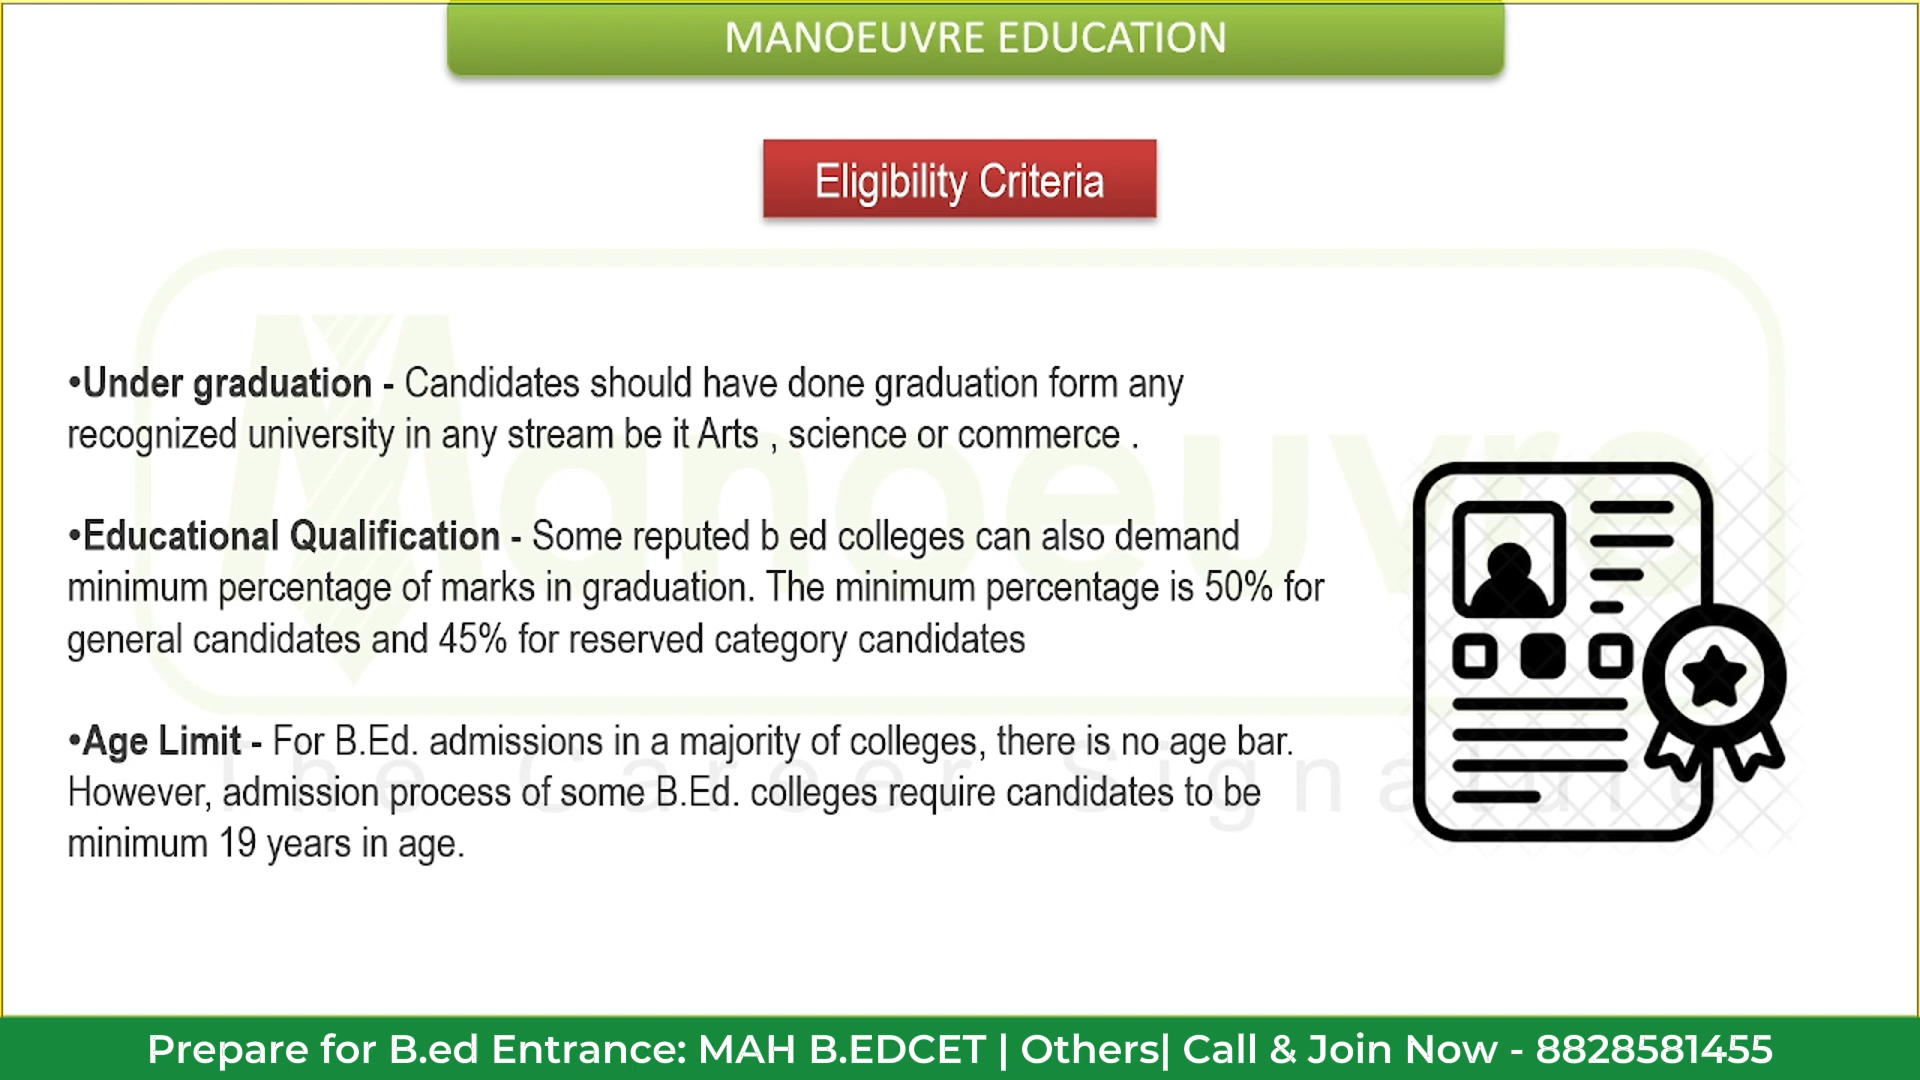 MANOEUVRE EDUCATION
Eligibility Criteria
•Under graduation - Candidates should have done graduation form any
recognized university in any stream be it Arts , science or commerce .
•Educational Qualification - Some reputed b ed colleges can also demand
minimum percentage of marks in graduation. The minimum percentage is 50% for
general candidates and 45% for reserved category candidates
•Age Limit - For B.Ed. admissions in a majority of colleges, there is no age bar.
However, admission process of some B.Ed. colleges require candidates to be
minimum 19 years in age.
Manoeuvre
The Career Signature
Prepare for B.ed Entrance: MAH B.EDCET | Others| Call & Join Now - 8828581455